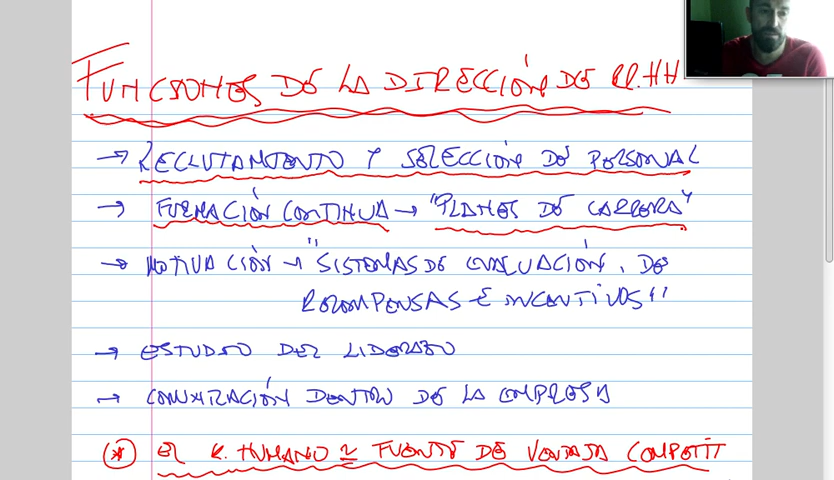 FUNCIONES DE LA DIRECCIÓN DE RR.HH
→ RECLUTAMIENTO Y SELECCIÓN DE PERSONAL
→ FORMACIÓN CONTINUA → "PLANES DE CARRERA"
→ MOTIVACIÓN → "SISTEMAS DE EVALUACIÓN, DE
RECOMPENSAS E INCENTIVOS"
→ ESTUDIO DEL LIDERAZGO
→ COMUNICACIÓN DENTRO DE LA EMPRESA
(*) EL K. HUMANO ≃ FUENTE DE VENTAJA COMPETIT